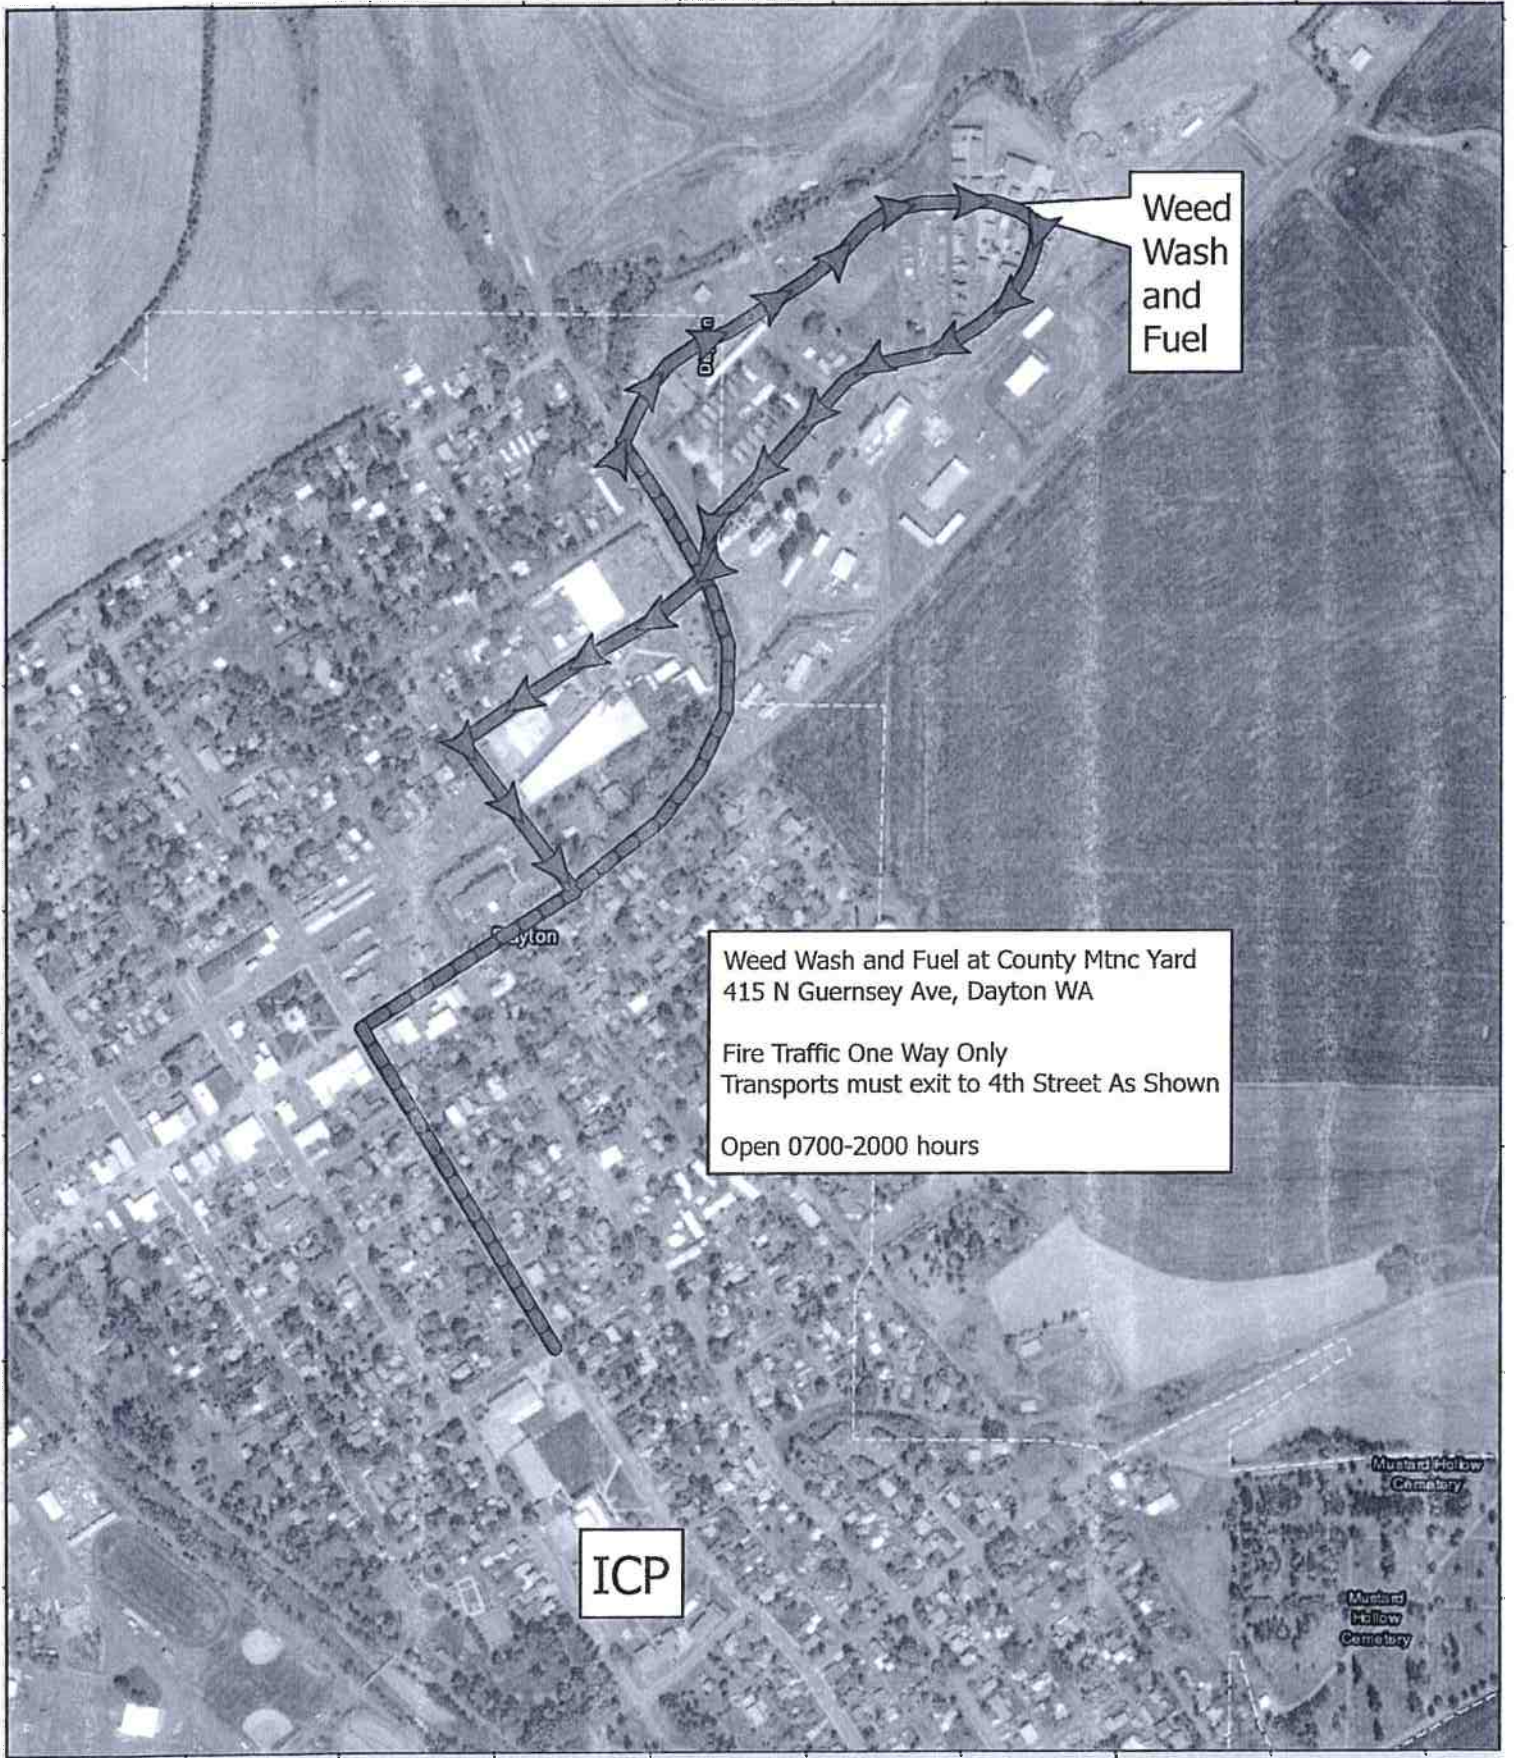 Weed
Wash
and
Fuel
Weed Wash and Fuel at County Mtnc Yard
415 N Guernsey Ave, Dayton WA
Fire Traffic One Way Only
Transports must exit to 4th Street As Shown
Open 0700-2000 hours
ICP
Mustard Hollow
Cemetery
Mustard
Hollow
Cemetery